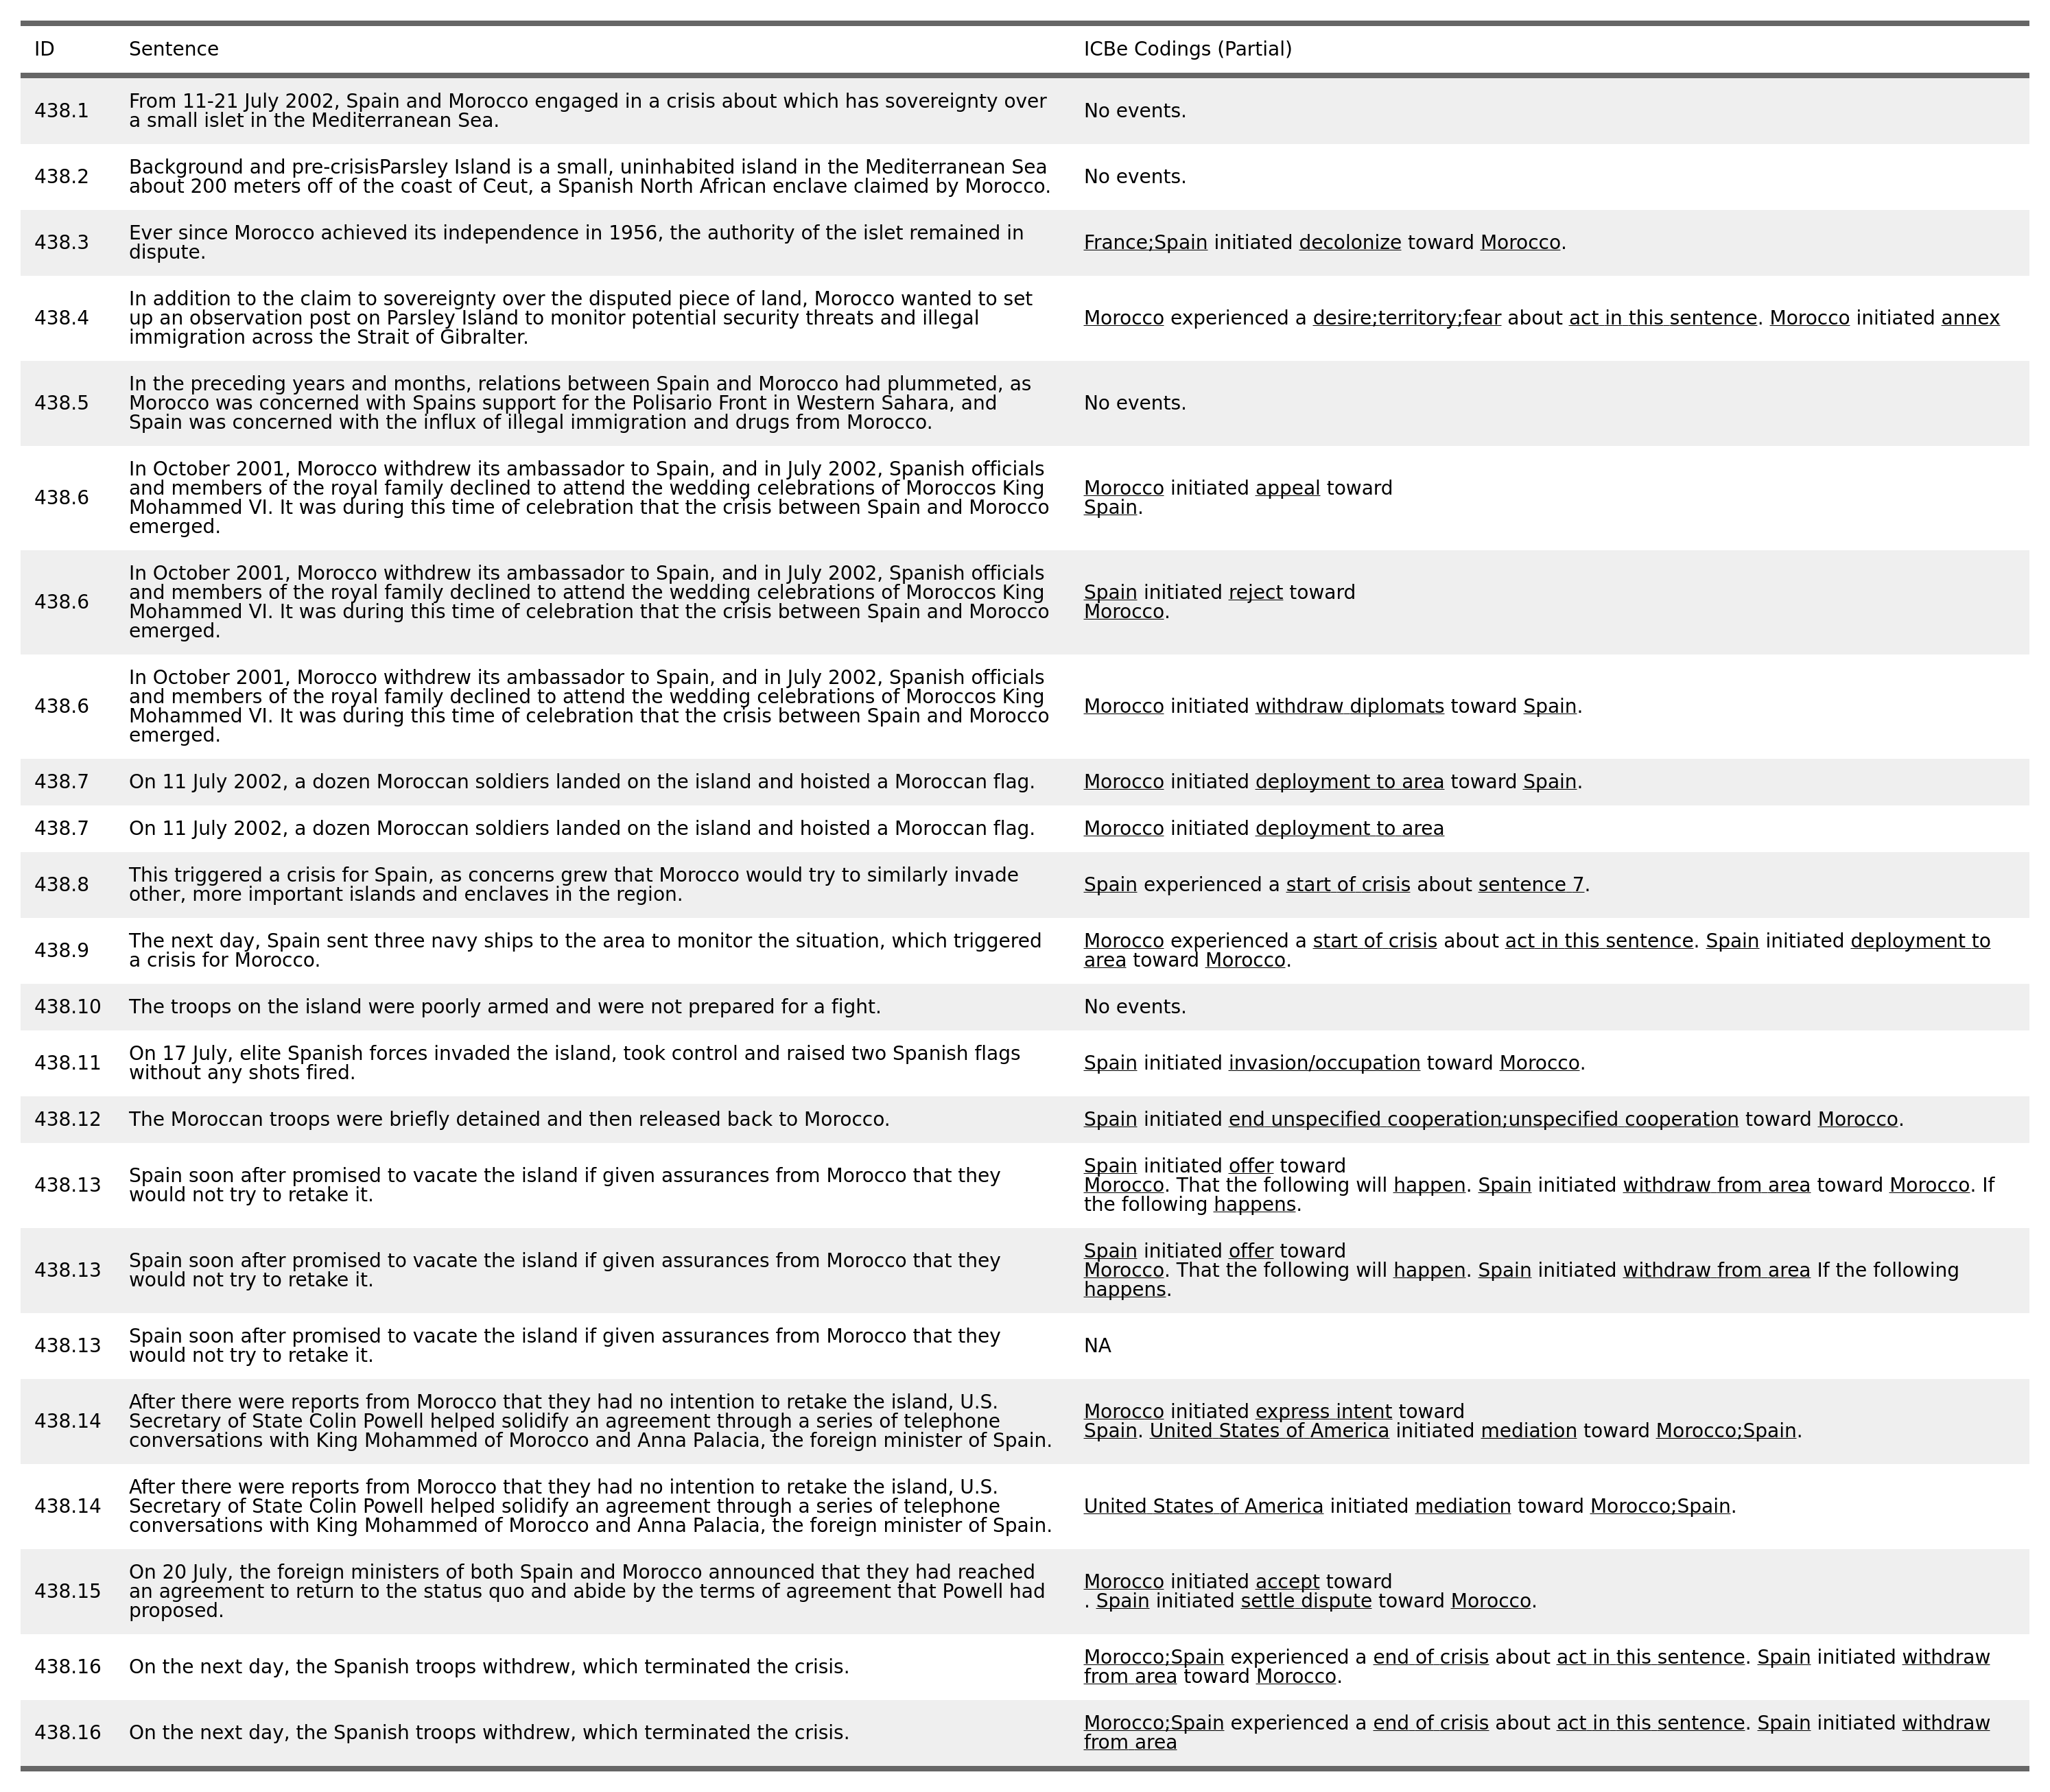 ID Sentence ICBe Codings (Partial)
438.1 From 11-21 July 2002, Spain and Morocco engaged in a crisis about which has sovereignty over
a small islet in the Mediterranean Sea.
No events.
438.2 Background and pre-crisisParsley Island is a small, uninhabited island in the Mediterranean Sea
about 200 meters off of the coast of Ceut, a Spanish North African enclave claimed by Morocco.
No events.
438.3 Ever since Morocco achieved its independence in 1956, the authority of the islet remained in
dispute.
France;Spain initiated decolonize toward Morocco.
438.4 In addition to the claim to sovereignty over the disputed piece of land, Morocco wanted to set
up an observation post on Parsley Island to monitor potential security threats and illegal
immigration across the Strait of Gibralter.
Morocco experienced a desire;territory;fear about act in this sentence. Morocco initiated annex
438.5 In the preceding years and months, relations between Spain and Morocco had plummeted, as
Morocco was concerned with Spains support for the Polisario Front in Western Sahara, and
Spain was concerned with the influx of illegal immigration and drugs from Morocco.
No events.
438.6 In October 2001, Morocco withdrew its ambassador to Spain, and in July 2002, Spanish officials
and members of the royal family declined to attend the wedding celebrations of Moroccos King
Mohammed VI. It was during this time of celebration that the crisis between Spain and Morocco
emerged.
Morocco initiated appeal toward
Spain.
438.6 In October 2001, Morocco withdrew its ambassador to Spain, and in July 2002, Spanish officials
and members of the royal family declined to attend the wedding celebrations of Moroccos King
Mohammed VI. It was during this time of celebration that the crisis between Spain and Morocco
emerged.
Spain initiated reject toward
Morocco.
438.6 In October 2001, Morocco withdrew its ambassador to Spain, and in July 2002, Spanish officials
and members of the royal family declined to attend the wedding celebrations of Moroccos King
Mohammed VI. It was during this time of celebration that the crisis between Spain and Morocco
emerged.
Morocco initiated withdraw diplomats toward Spain.
438.7 On 11 July 2002, a dozen Moroccan soldiers landed on the island and hoisted a Moroccan flag.
Morocco initiated deployment to area toward Spain.
438.7 On 11 July 2002, a dozen Moroccan soldiers landed on the island and hoisted a Moroccan flag.
Morocco initiated deployment to area
438.8 This triggered a crisis for Spain, as concerns grew that Morocco would try to similarly invade
other, more important islands and enclaves in the region.
Spain experienced a start of crisis about sentence 7.
438.9 The next day, Spain sent three navy ships to the area to monitor the situation, which triggered
a crisis for Morocco.
Morocco experienced a start of crisis about act in this sentence. Spain initiated deployment to
area toward Morocco.
438.10 The troops on the island were poorly armed and were not prepared for a fight.
No events.
438.11 On 17 July, elite Spanish forces invaded the island, took control and raised two Spanish flags
without any shots fired.
Spain initiated invasion/occupation toward Morocco.
438.12 The Moroccan troops were briefly detained and then released back to Morocco.
Spain initiated end unspecified cooperation;unspecified cooperation toward Morocco.
438.13 Spain soon after promised to vacate the island if given assurances from Morocco that they
would not try to retake it.
Spain initiated offer toward
Morocco. That the following will happen. Spain initiated withdraw from area toward Morocco. If
the following happens.
438.13 Spain soon after promised to vacate the island if given assurances from Morocco that they
would not try to retake it.
Spain initiated offer toward
Morocco. That the following will happen. Spain initiated withdraw from area If the following
happens.
438.13 Spain soon after promised to vacate the island if given assurances from Morocco that they
would not try to retake it.
NA
438.14 After there were reports from Morocco that they had no intention to retake the island, U.S.
Secretary of State Colin Powell helped solidify an agreement through a series of telephone
conversations with King Mohammed of Morocco and Anna Palacia, the foreign minister of Spain.
Morocco initiated express intent toward
Spain. United States of America initiated mediation toward Morocco;Spain.
438.14 After there were reports from Morocco that they had no intention to retake the island, U.S.
Secretary of State Colin Powell helped solidify an agreement through a series of telephone
conversations with King Mohammed of Morocco and Anna Palacia, the foreign minister of Spain.
United States of America initiated mediation toward Morocco;Spain.
438.15 On 20 July, the foreign ministers of both Spain and Morocco announced that they had reached
an agreement to return to the status quo and abide by the terms of agreement that Powell had
proposed.
Morocco initiated accept toward
. Spain initiated settle dispute toward Morocco.
438.16 On the next day, the Spanish troops withdrew, which terminated the crisis.
Morocco;Spain experienced a end of crisis about act in this sentence. Spain initiated withdraw
from area toward Morocco.
438.16 On the next day, the Spanish troops withdrew, which terminated the crisis.
Morocco;Spain experienced a end of crisis about act in this sentence. Spain initiated withdraw
from area